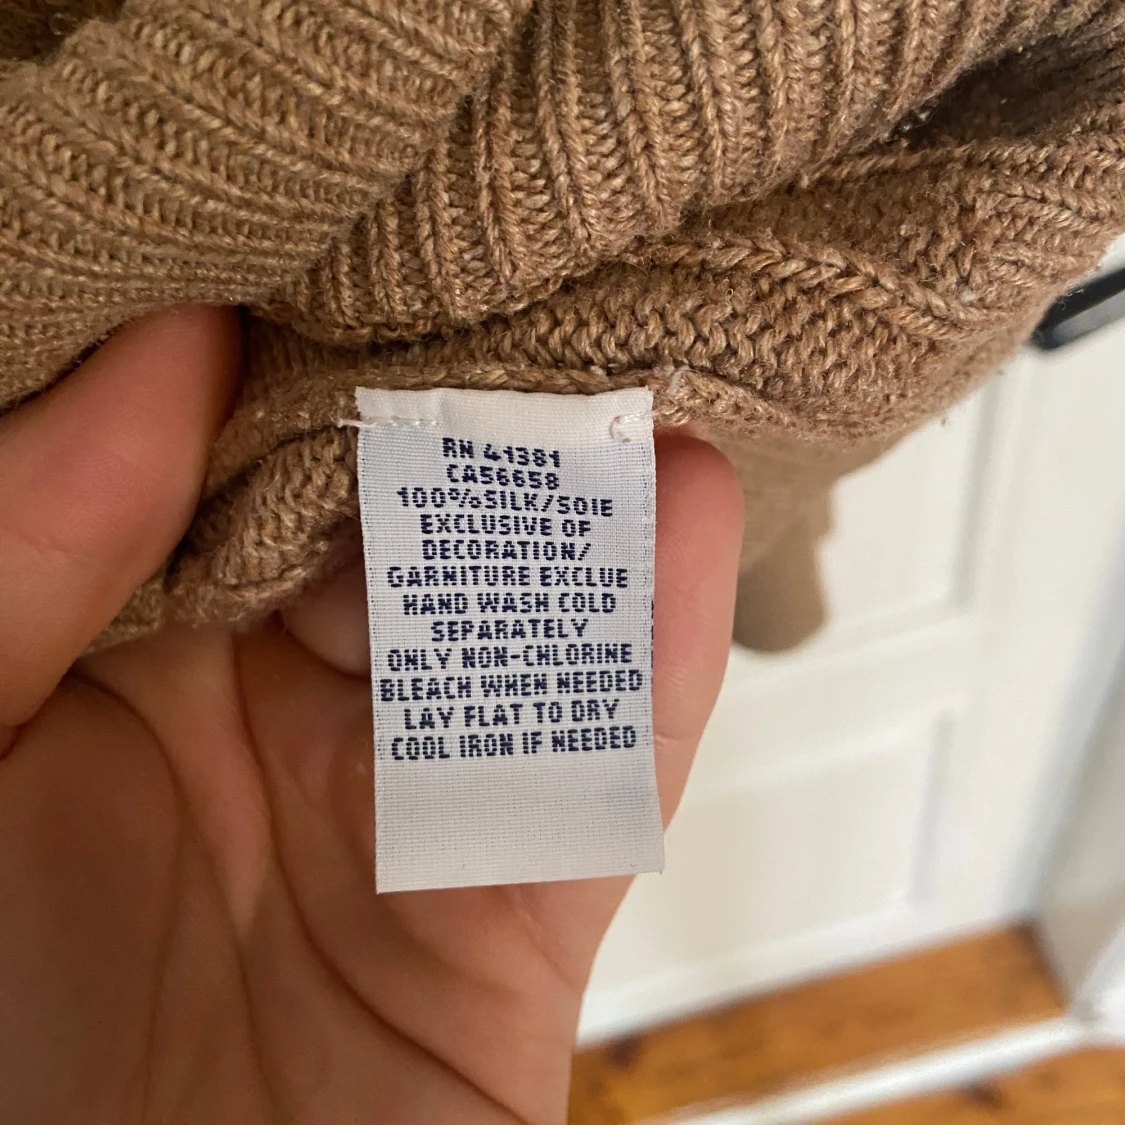 RN 41381
CA56658
100%SILK/SOIE
EXCLUSIVE OF
DECORATION/
GARNITURE EXCLUE
HAND WASH COLD
SEPARATELY
ONLY NON-CHLORINE
BLEACH WHEN NEEDED
LAY FLAT TO DRY
COOL IRON IF NEEDED